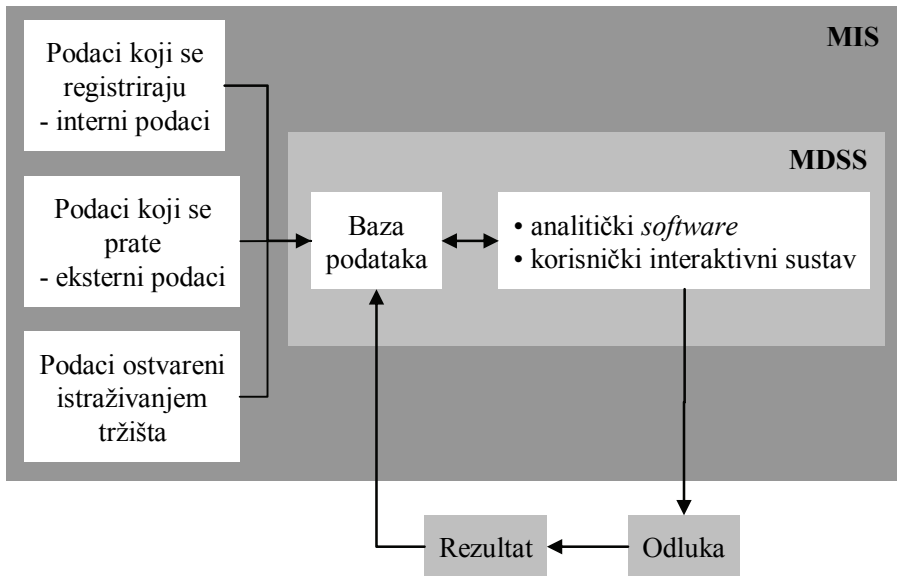 MIS
Podaci koji se
registriraju
- interni podaci
MDSS
Podaci koji se
prate
- eksterni podaci
Baza
podataka
• analitički software
• korisnički interaktivni sustav
Podaci ostvareni
istraživanjem
tržišta
Rezultat
Odluka